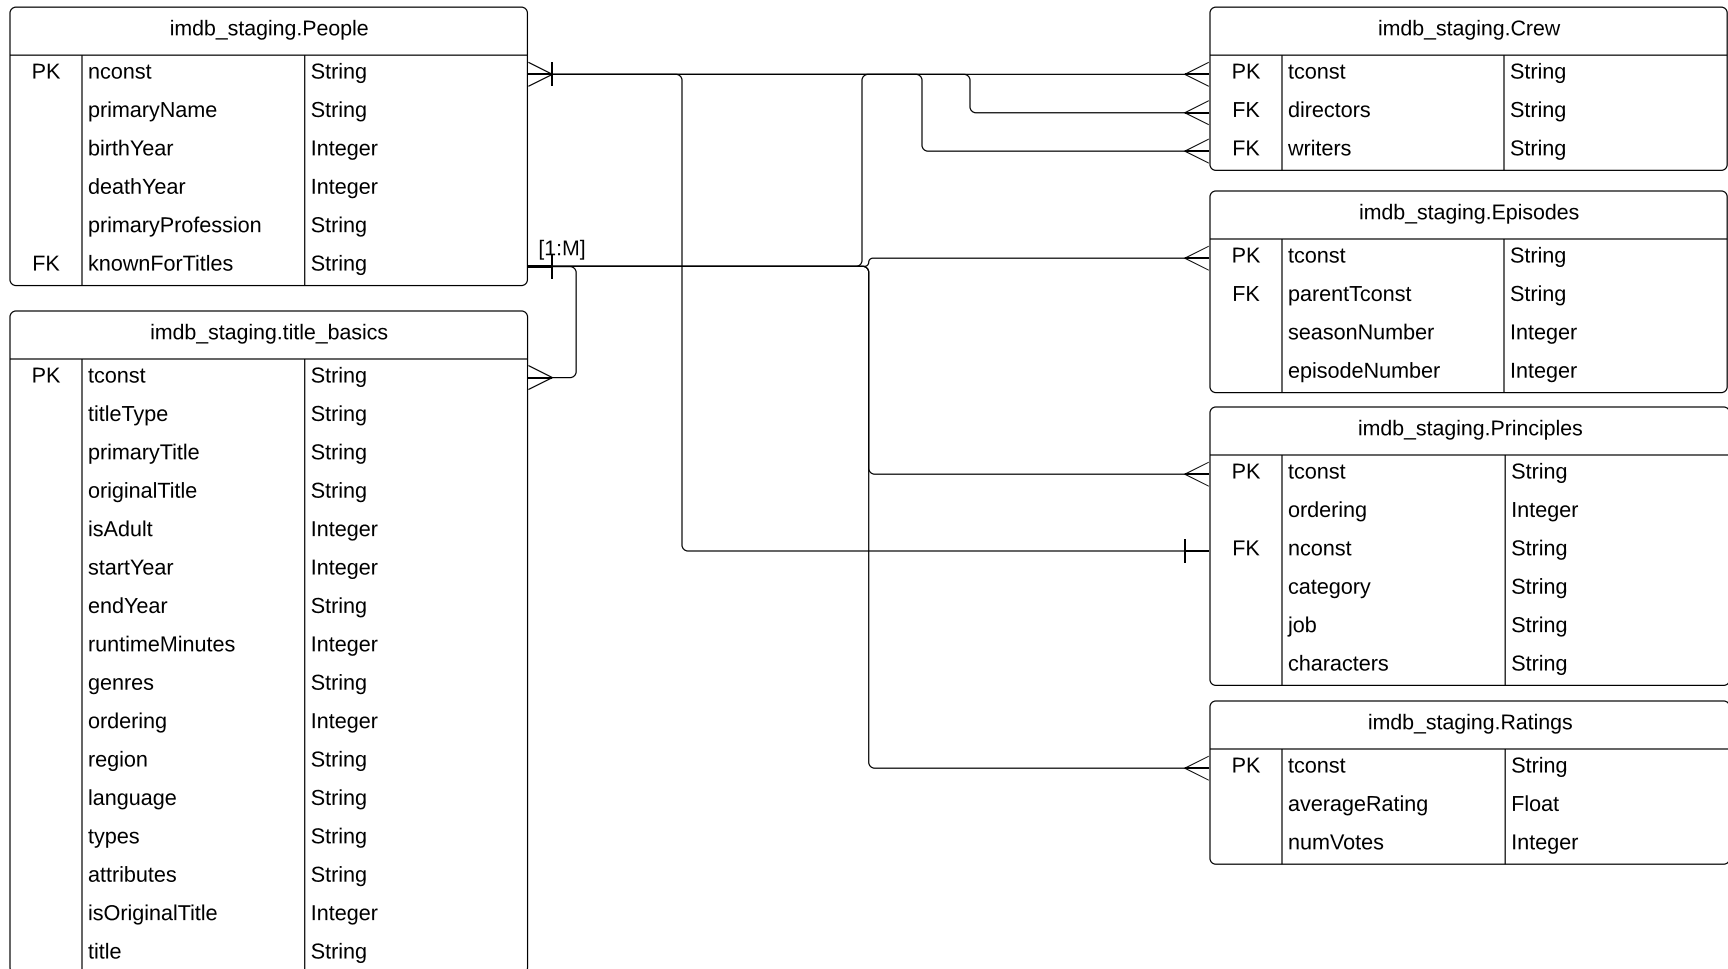 imdb_staging.People
PK nconst String
primaryName String
birthYear Integer
deathYear Integer
primaryProfession String
FK knownForTitles String
[1:M]
imdb_staging.title_basics
PK tconst String
titleType String
primaryTitle String
originalTitle String
isAdult Integer
startYear Integer
endYear String
runtimeMinutes Integer
genres String
ordering Integer
region String
language String
types String
attributes String
isOriginalTitle Integer
title String
imdb_staging.Crew
PK tconst String
FK directors String
FK writers String
imdb_staging.Episodes
PK tconst String
FK parentTconst String
seasonNumber Integer
episodeNumber Integer
imdb_staging.Principles
PK tconst String
ordering Integer
FK nconst String
category String
job String
characters String
imdb_staging.Ratings
PK tconst String
averageRating Float
numVotes Integer